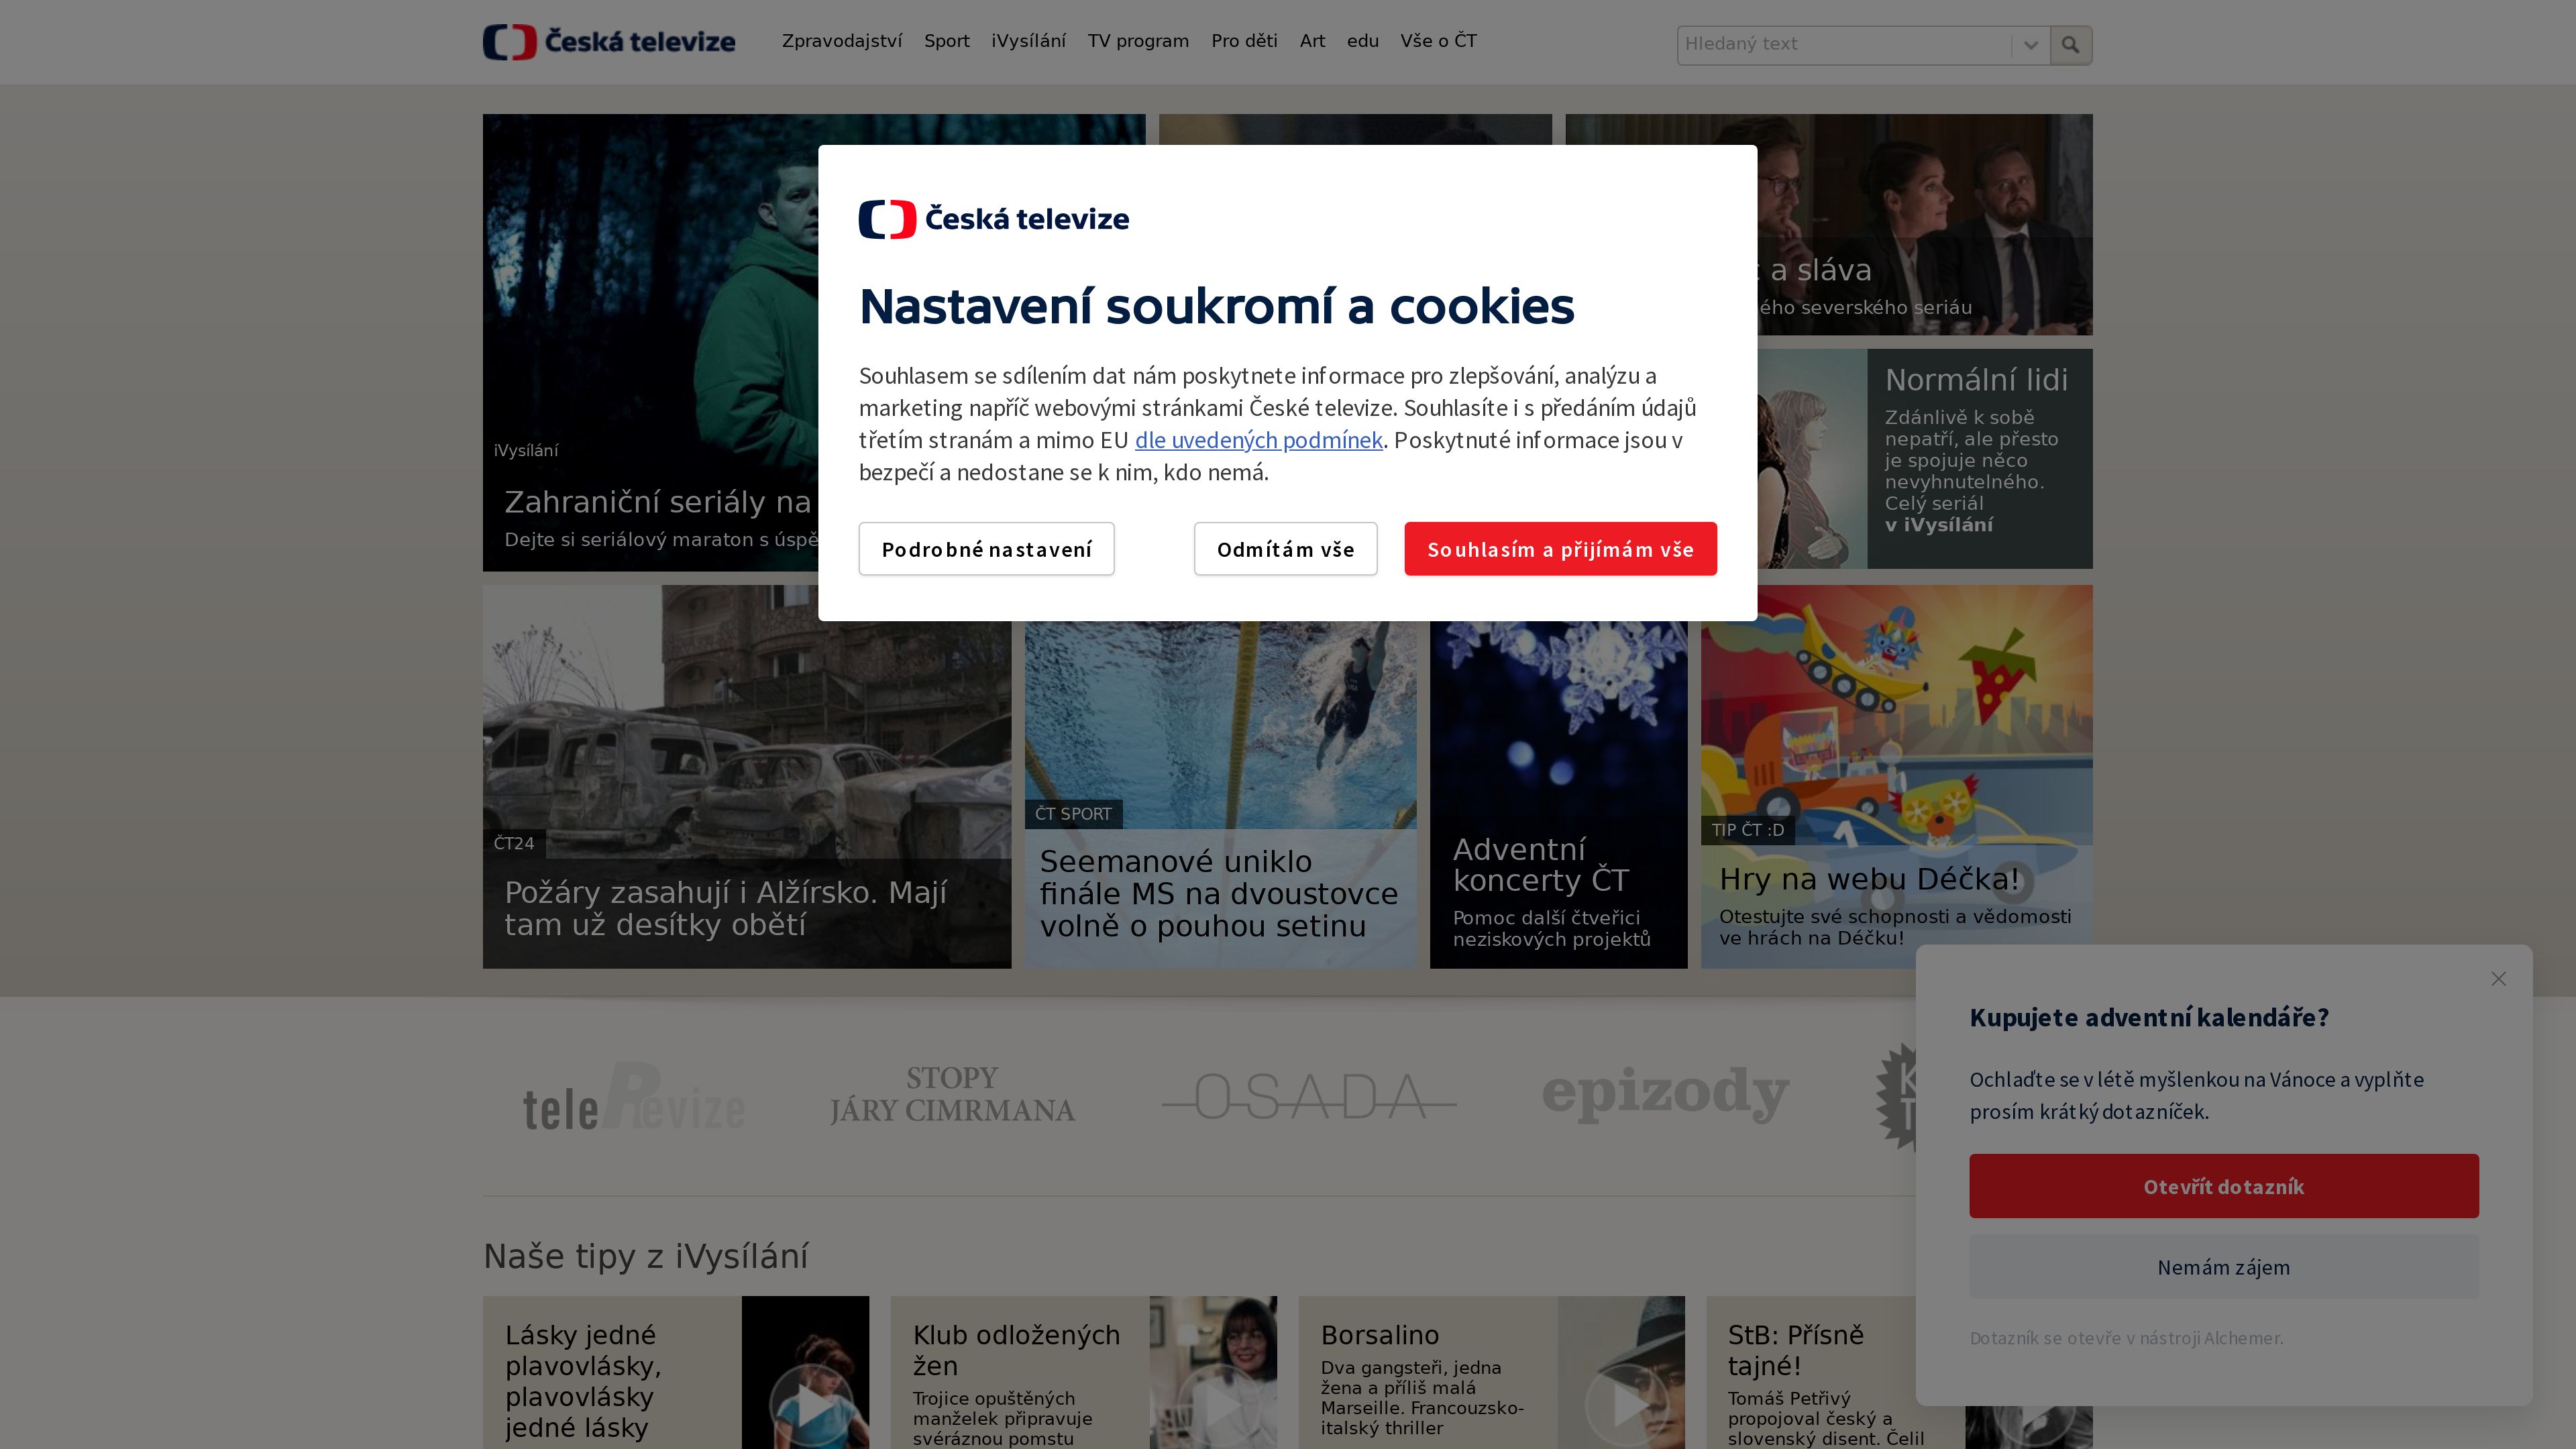 Česká televize
Zpravodajství Sport iVysílání TV program Pro děti Art edu Vše o ČT
Hledaný text
Česká televize
Nastavení soukromí a cookies
Souhlasem se sdílením dat nám poskytnete informace pro zlepšování, analýzu a
marketing napříč webovými stránkami České televize. Souhlasíte i s předáním údajů
třetím stranám a mimo EU dle uvedených podmínek. Poskytnuté informace jsou v
bezpečí a nedostane se k nim, kdo nemá.
Podrobné nastavení
Odmítám vše
Souhlasím a přijímám vše
iVysílání
Zahraniční seriály na
Dejte si seriálový maraton s úspě
a sláva
ého severského seriáu
Normální lidi
Zdánlivě k sobě
nepatří, ale přesto
je spojuje něco
nevyhnutelného.
Celý seriál
v iVysílání
ČT24
Požáry zasahují i Alžírsko. Mají
tam už desítky obětí
ČT SPORT
Seemanové uniklo
finále MS na dvoustovce
volně o pouhou setinu
Adventní
koncerty ČT
Pomoc další čtveřici
neziskových projektů
TIP ČT :D
Hry na webu Déčka!
Otestujte své schopnosti a vědomosti
ve hrách na Déčku!
teleRevize
STOPY
JÁRY CIMRMANA
OSADA
epizody
K
T
Kupujete adventní kalendáře?
Ochlaďte se v létě myšlenkou na Vánoce a vyplňte
prosím krátký dotazníček.
Otevřít dotazník
Nemám zájem
Dotazník se otevře v nástroji Alchemer.
Naše tipy z iVysílání
Lásky jedné
plavovlásky,
plavovlásky
jedné lásky
Klub odložených
žen
Trojice opuštěných
manželek připravuje
svéráznou pomstu
Borsalino
Dva gangsteři, jedna
žena a příliš malá
Marseille. Francouzsko-
italský thriller
StB: Přísně
tajné!
Tomáš Petřivý
propojoval český a
slovenský disent. Čelil